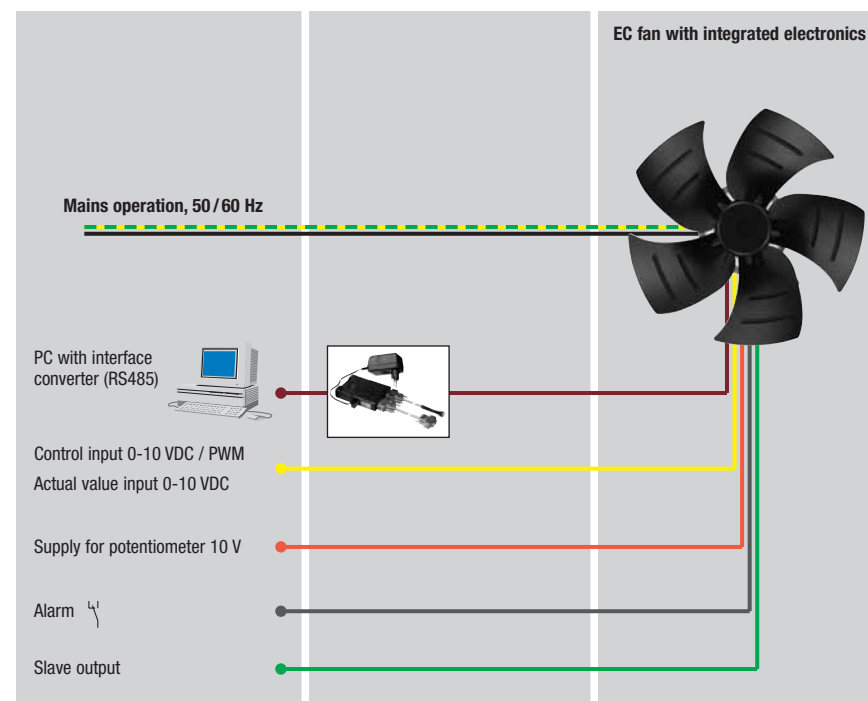 EC fan with integrated electronics
Mains operation, 50/60 Hz
PC with interface
converter (RS485)
Control input 0-10 VDC / PWM
Actual value input 0-10 VDC
Supply for potentiometer 10 V
Alarm
Slave output